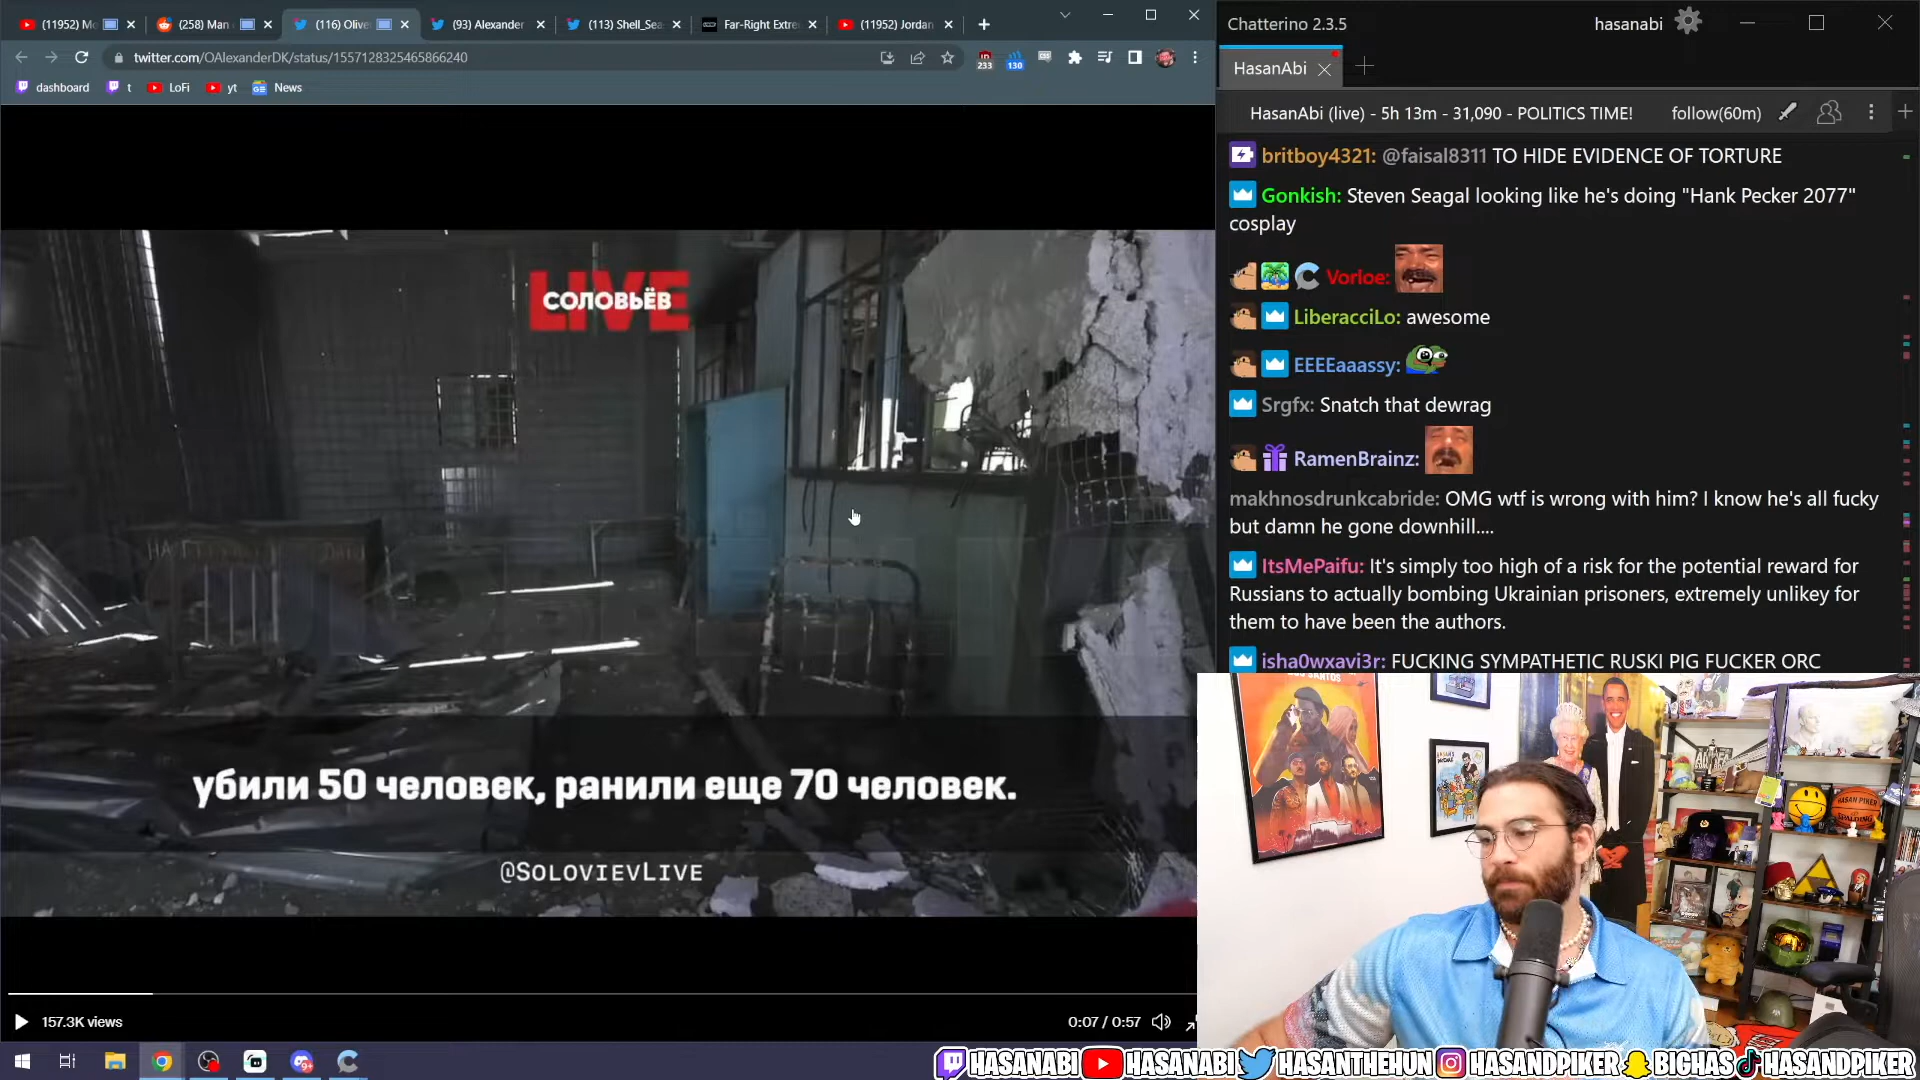 (11952) Mo
(258) Man
(116) Olive
(93) Alexander
(113) Shell_Sea
Far-Right Extre
(11952) Jordan
twitter.com/OAlexanderDK/status/1557128325465866240
233
130
dashboard
t
LoFi
yt
News
LIVE
СОЛОВЬЁВ
убили 50 человек, ранили еще 70 человек.
@SOLOVIEVLIVE
157.3K views
0:07 / 0:57
Chatterino 2.3.5
hasanabi
HasanAbi
HasanAbi (live) - 5h 13m - 31,090 - POLITICS TIME!
follow(60m)
britboy4321: @faisal8311 TO HIDE EVIDENCE OF TORTURE
Gonkish: Steven Seagal looking like he's doing "Hank Pecker 2077"
cosplay
Vorloe:
LiberacciLo: awesome
EEEEaaassy:
Srgfx: Snatch that dewrag
RamenBrainz:
makhnosdrunkcabride: OMG wtf is wrong with him? I know he's all fucky
but damn he gone downhill....
ItsMePaifu: It's simply too high of a risk for the potential reward for
Russians to actually bombing Ukrainian prisoners, extremely unlikey for
them to have been the authors.
isha0wxavi3r: FUCKING SYMPATHETIC RUSKI PIG FUCKER ORC
SANTOS
HASAN PIKER
SPALDING
HASANABI
HASANABI
HASANTHEHUN
HASANDPIKER
BIGHAS
HASANDPIKER